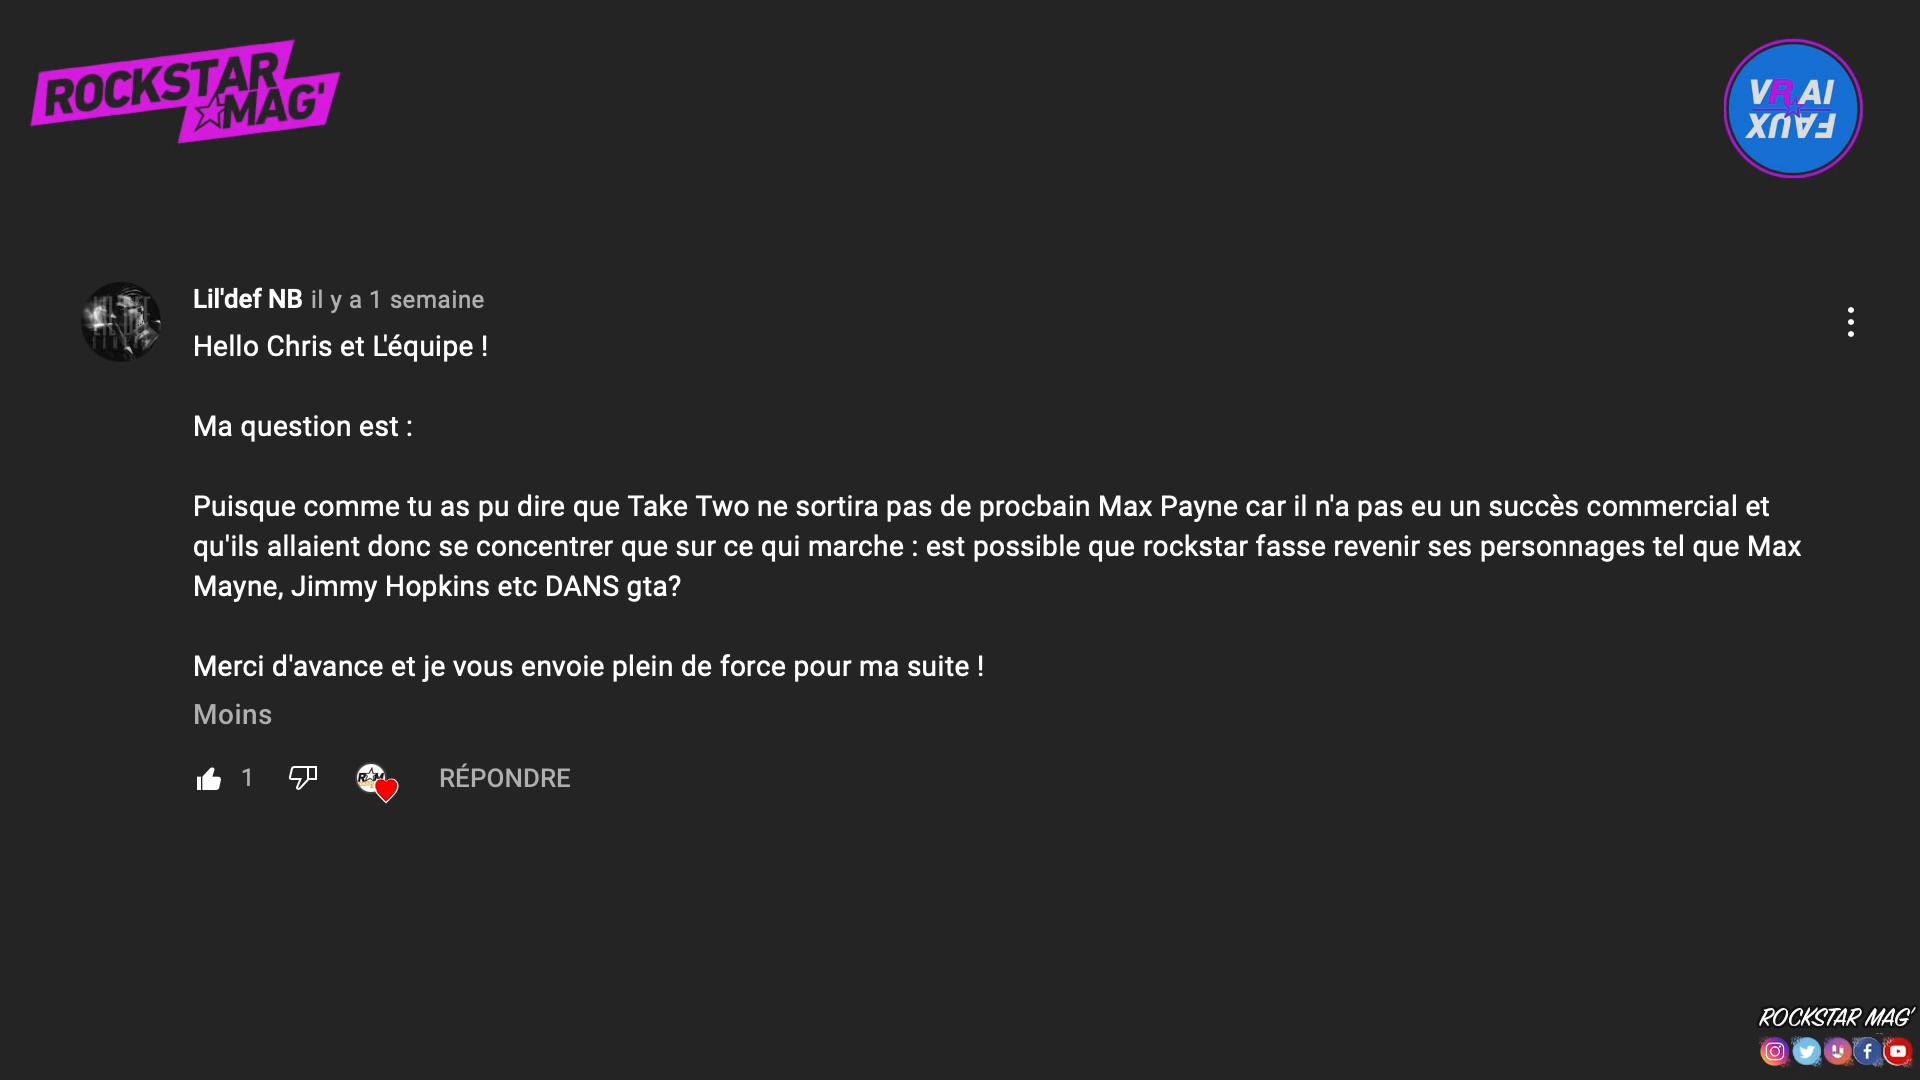 ROCKSTAR
MAG'
VRAI
FAUX
Lil'def NB il y a 1 semaine
Hello Chris et L'équipe !
Ma question est :
Puisque comme tu as pu dire que Take Two ne sortira pas de procbain Max Payne car il n'a pas eu un succès commercial et
qu'ils allaient donc se concentrer que sur ce qui marche : est possible que rockstar fasse revenir ses personnages tel que Max
Mayne, Jimmy Hopkins etc DANS gta?
Merci d'avance et je vous envoie plein de force pour ma suite !
Moins
1
RÉPONDRE
ROCKSTAR MAG'